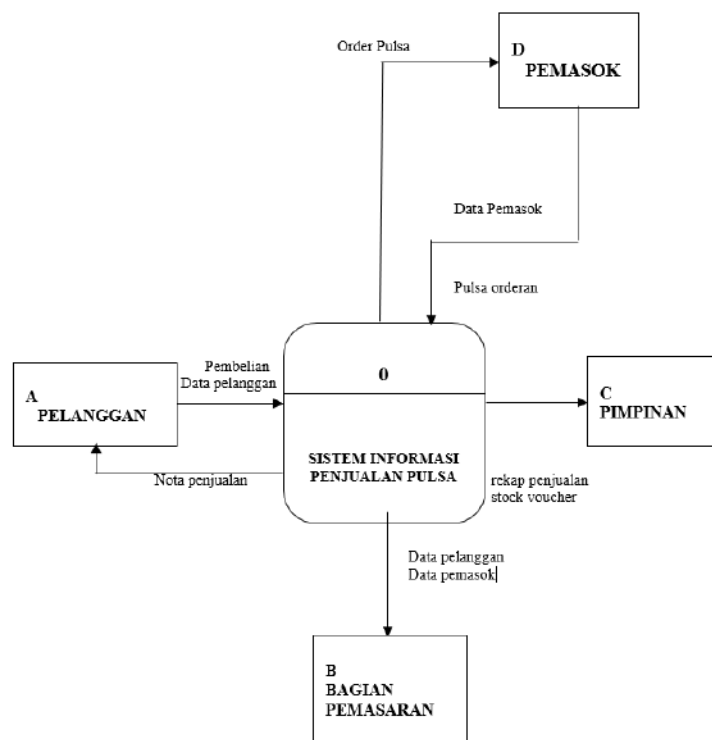 Order Pulsa
D
PEMASOK
Data Pemasok
Pulsa orderan
Pembelian
Data pelanggan
0
A
PELANGGAN
C
PIMPINAN
SISTEM INFORMASI
PENJUALAN PULSA
Nota penjualan
rekap penjualan
stock voucher
Data pelanggan
Data pemasok
B
BAGIAN
PEMASARAN